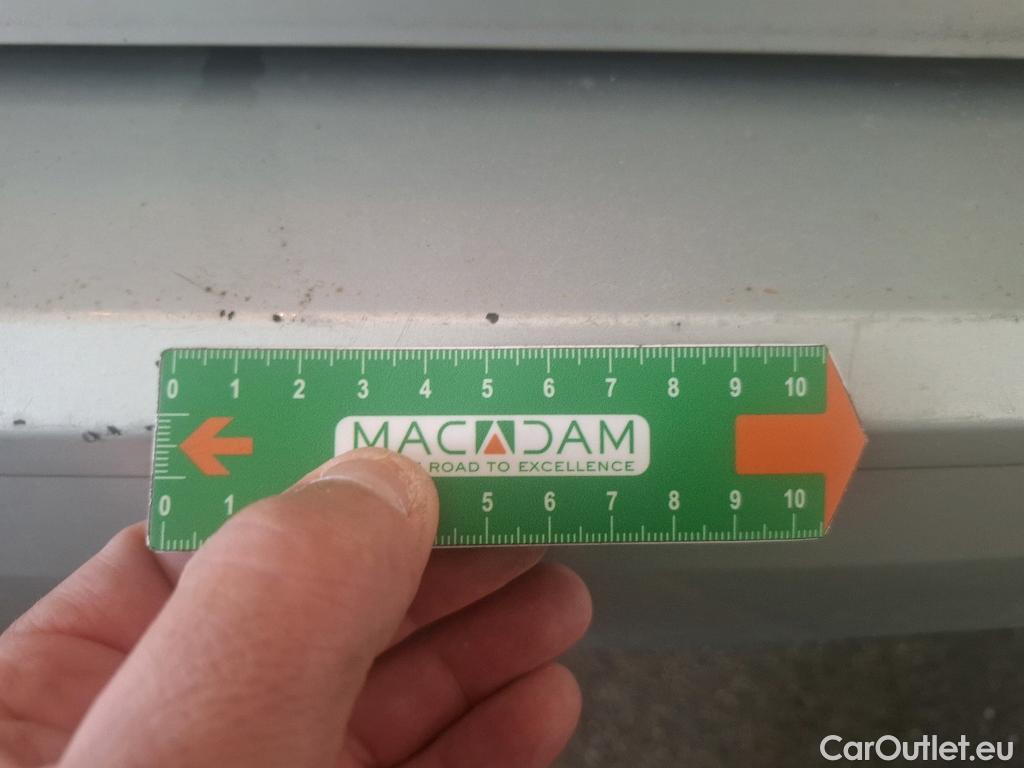 0 1 2 3 4 5 6 7 8 9 10
MACADAM
ROAD TO EXCELLENCE
0 1 5 6 7 8 9 10
CarOutlet.eu